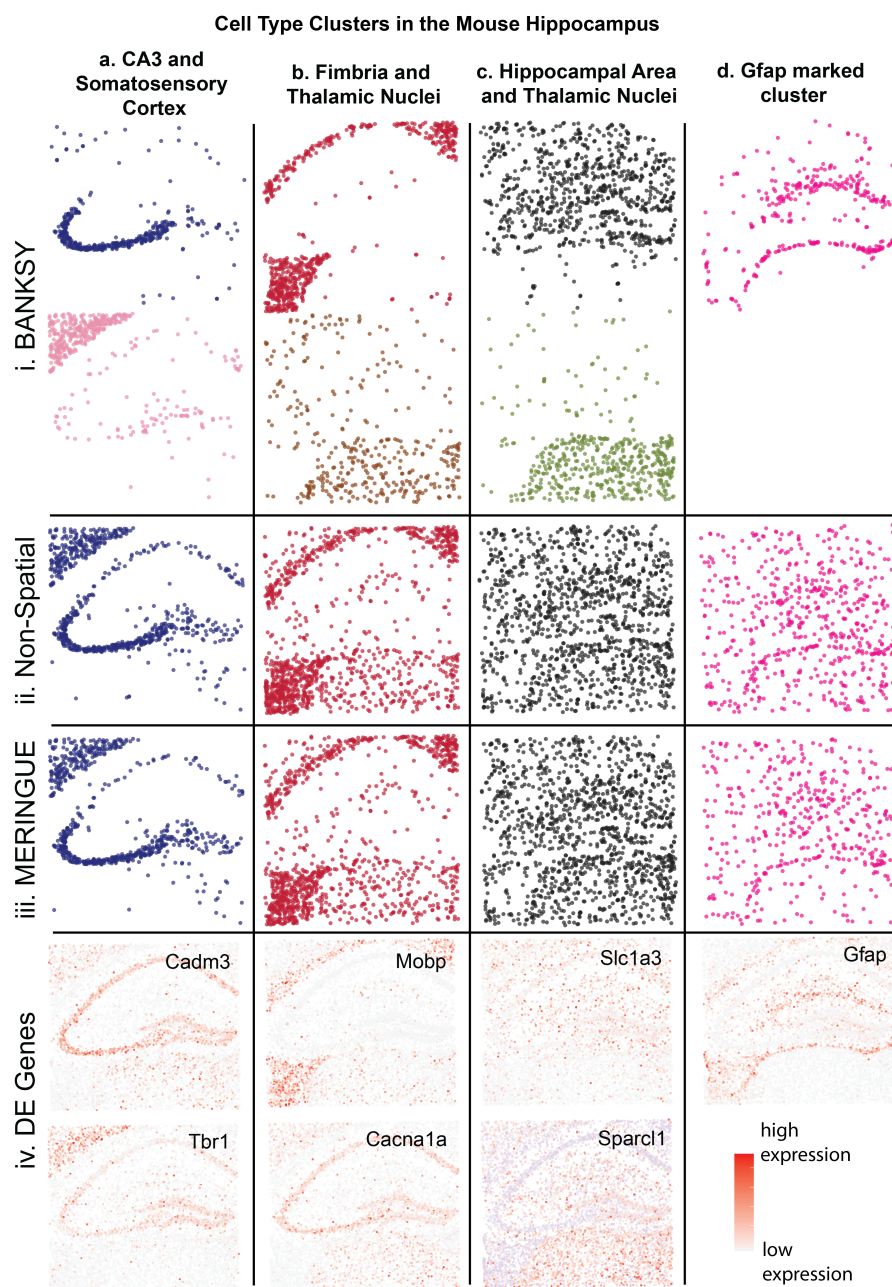 Cell Type Clusters in the Mouse Hippocampus
a. CA3 and
Somatosensory
Cortex
b. Fimbria and
Thalamic Nuclei
c. Hippocampal Area
and Thalamic Nuclei
d. Gfap marked
cluster
i. BANKSY
ii. Non-Spatial
iii. MERINGUE
iv. DE Genes
Cadm3
Mobp
Slc1a3
Gfap
Tbr1
Cacna1a
Sparcl1
high
expression
low
expression